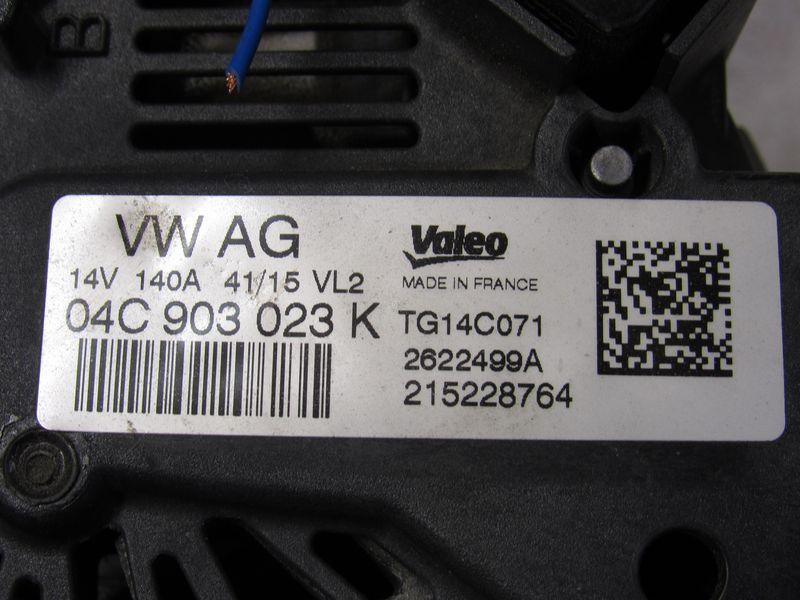 B
VW AG
14V 140A 41/15 VL2
04C 903 023 K
Valeo
MADE IN FRANCE
TG14C071
2622499A
215228764